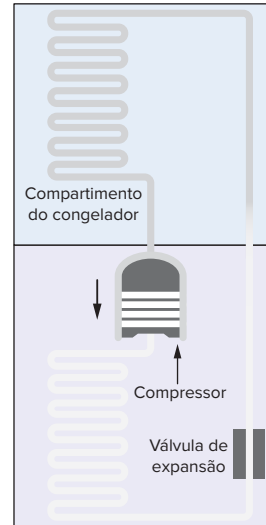 Compartimento
do congelador
Compressor
Válvula de
expansão